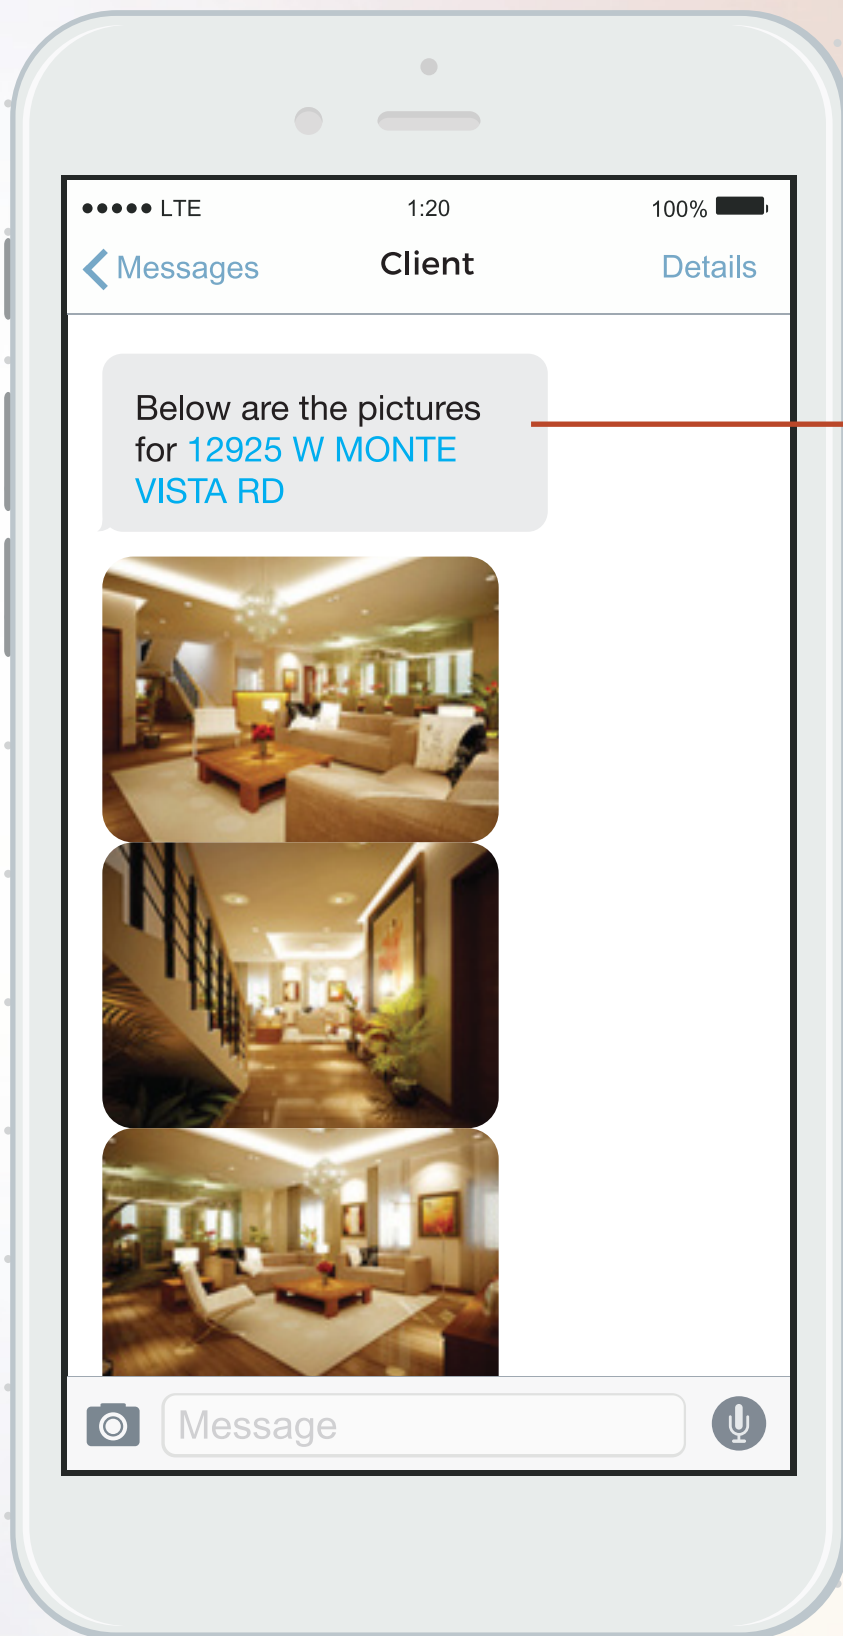 LTE 1:20 100%
Messages Client Details
Below are the pictures
for 12925 W MONTE
VISTA RD
Message